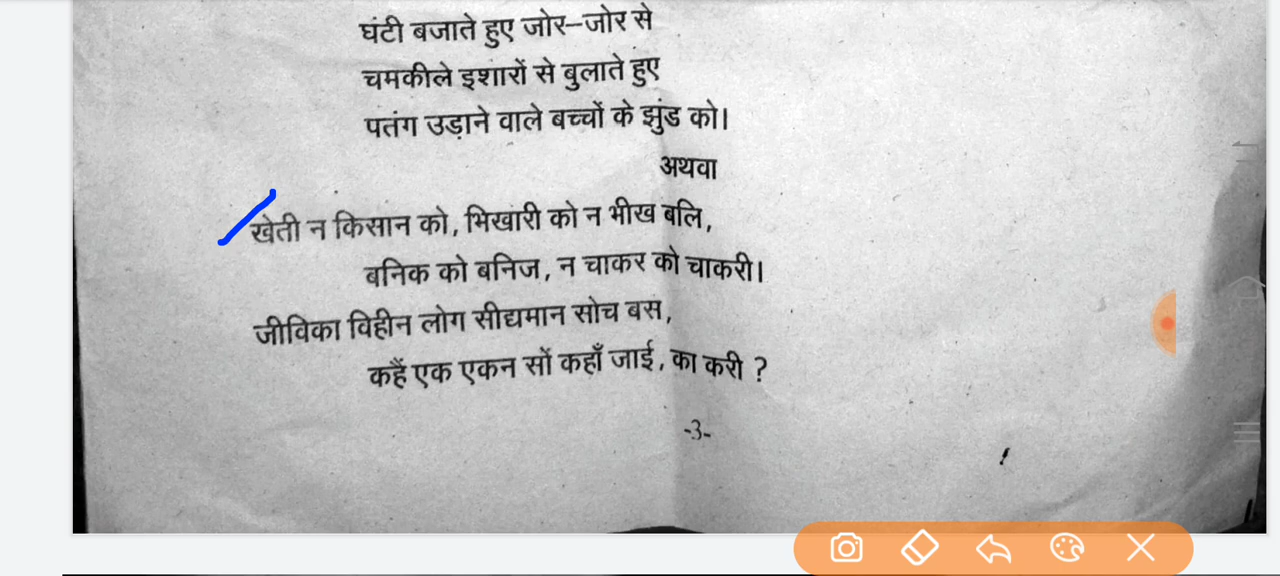 घंटी बजाते हुए जोर-जोर से
चमकीले इशारों से बुलाते हुए
पतंग उड़ाने वाले बच्चों के झुंड को।
अथवा
खेती न किसान को, भिखारी को न भीख बलि,
बनिक को बनिज, न चाकर को चाकरी।
जीविका विहीन लोग सीद्यमान सोच बस,
कहैं एक एकन सों कहाँ जाई, का करी ?
-3-